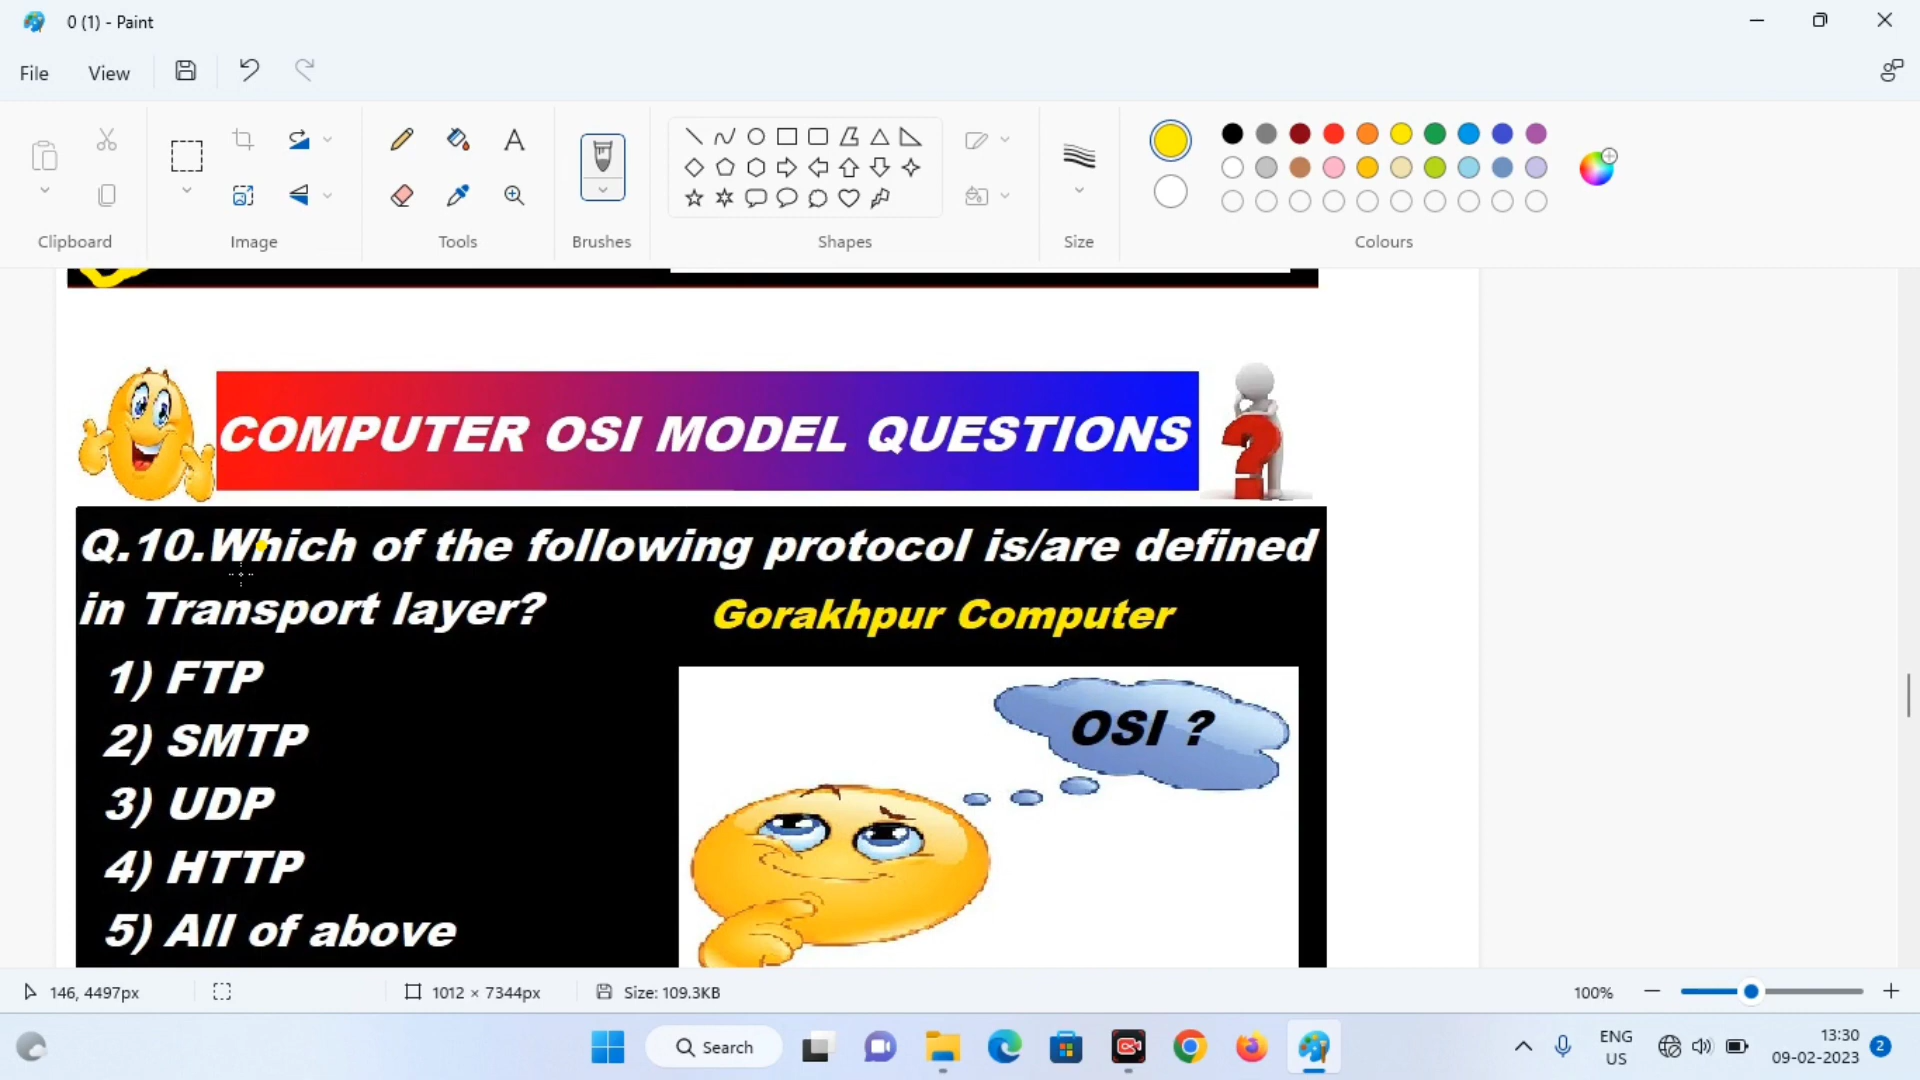 0 (1) - Paint
File View
Clipboard Image Tools Brushes Shapes Size Colours
COMPUTER OSI MODEL QUESTIONS
Q.10.Which of the following protocol is/are defined
in Transport layer?
Gorakhpur Computer
1) FTP
2) SMTP
3) UDP
4) HTTP
5) All of above
OSI ?
146, 4497px 1012 × 7344px Size: 109.3KB 100%
Search
ENG
US
13:30
09-02-2023
2